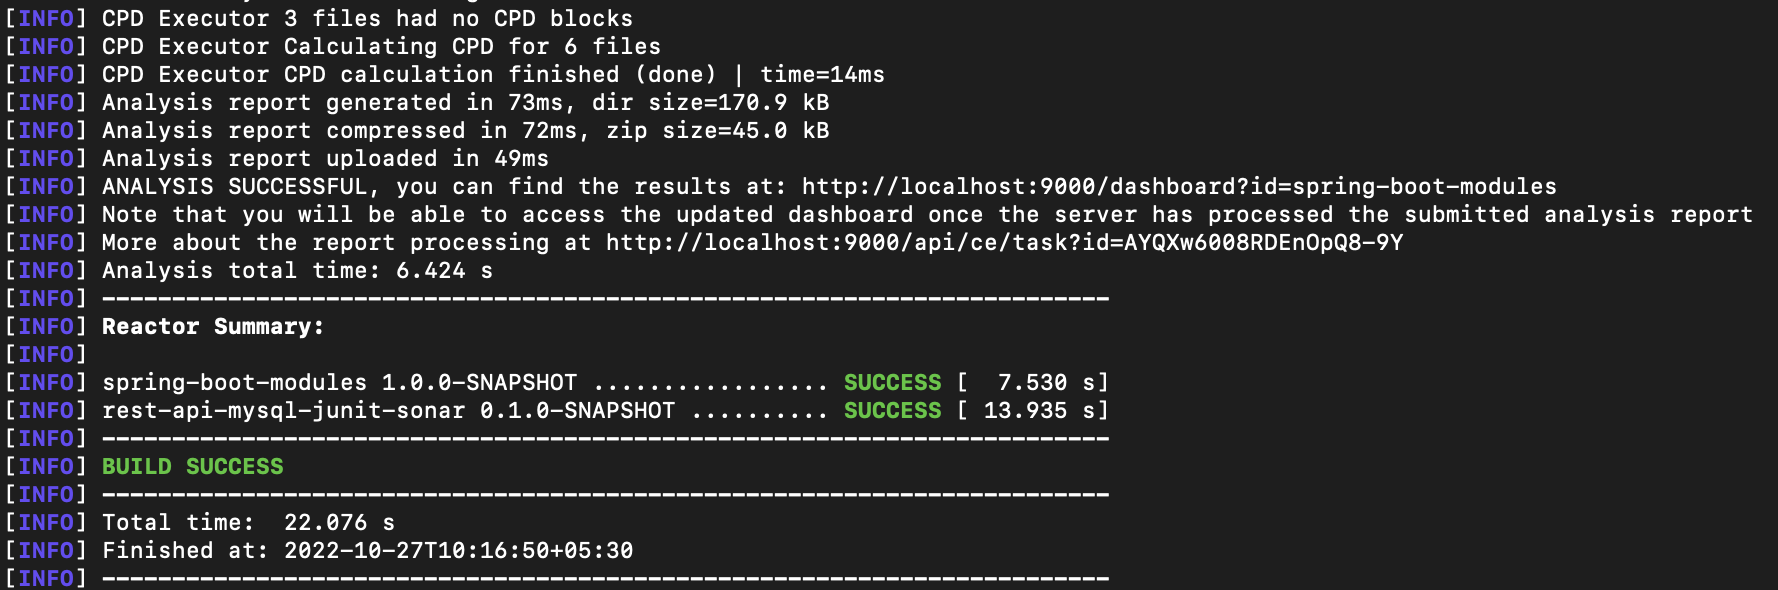 [INFO] CPD Executor 3 files had no CPD blocks
[INFO] CPD Executor Calculating CPD for 6 files
[INFO] CPD Executor CPD calculation finished (done) | time=14ms
[INFO] Analysis report generated in 73ms, dir size=170.9 kB
[INFO] Analysis report compressed in 72ms, zip size=45.0 kB
[INFO] Analysis report uploaded in 49ms
[INFO] ANALYSIS SUCCESSFUL, you can find the results at: http://localhost:9000/dashboard?id=spring-boot-modules
[INFO] Note that you will be able to access the updated dashboard once the server has processed the submitted analysis report
[INFO] More about the report processing at http://localhost:9000/api/ce/task?id=AYQXw6008RDEnOpQ8-9Y
[INFO] Analysis total time: 6.424 s
[INFO] ------------------------------------------------------------------------
[INFO] Reactor Summary:
[INFO]
[INFO] spring-boot-modules 1.0.0-SNAPSHOT ................. SUCCESS [  7.530 s]
[INFO] rest-api-mysql-junit-sonar 0.1.0-SNAPSHOT .......... SUCCESS [ 13.935 s]
[INFO] ------------------------------------------------------------------------
[INFO] BUILD SUCCESS
[INFO] ------------------------------------------------------------------------
[INFO] Total time:  22.076 s
[INFO] Finished at: 2022-10-27T10:16:50+05:30
[INFO] ------------------------------------------------------------------------